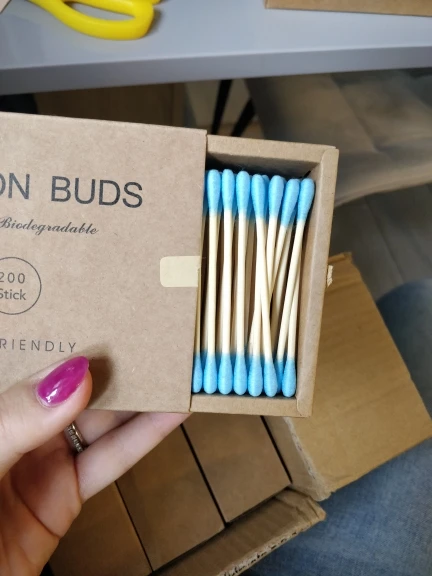 ON BUDS
Biodegradable
200
Stick
RIENDLY